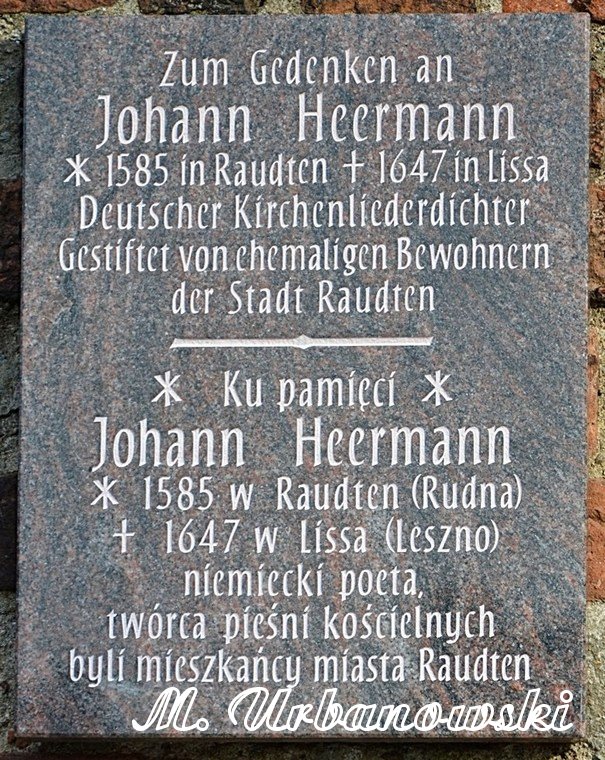 Zum Gedenken an
Johann Heermann
* 1585 in Raudten † 1647 in Lissa
Deutscher Kirchenliederdichter
Gestiftet von ehemaligen Bewohnern
der Stadt Raudten
* Ku pamięci *
Johann Heermann
* 1585 w Raudten (Rudna)
† 1647 w Lissa (Leszno)
niemiecki poeta,
twórca pieśni kościelnych
byli mieszkańcy miasta Raudten
M. Urbanowski